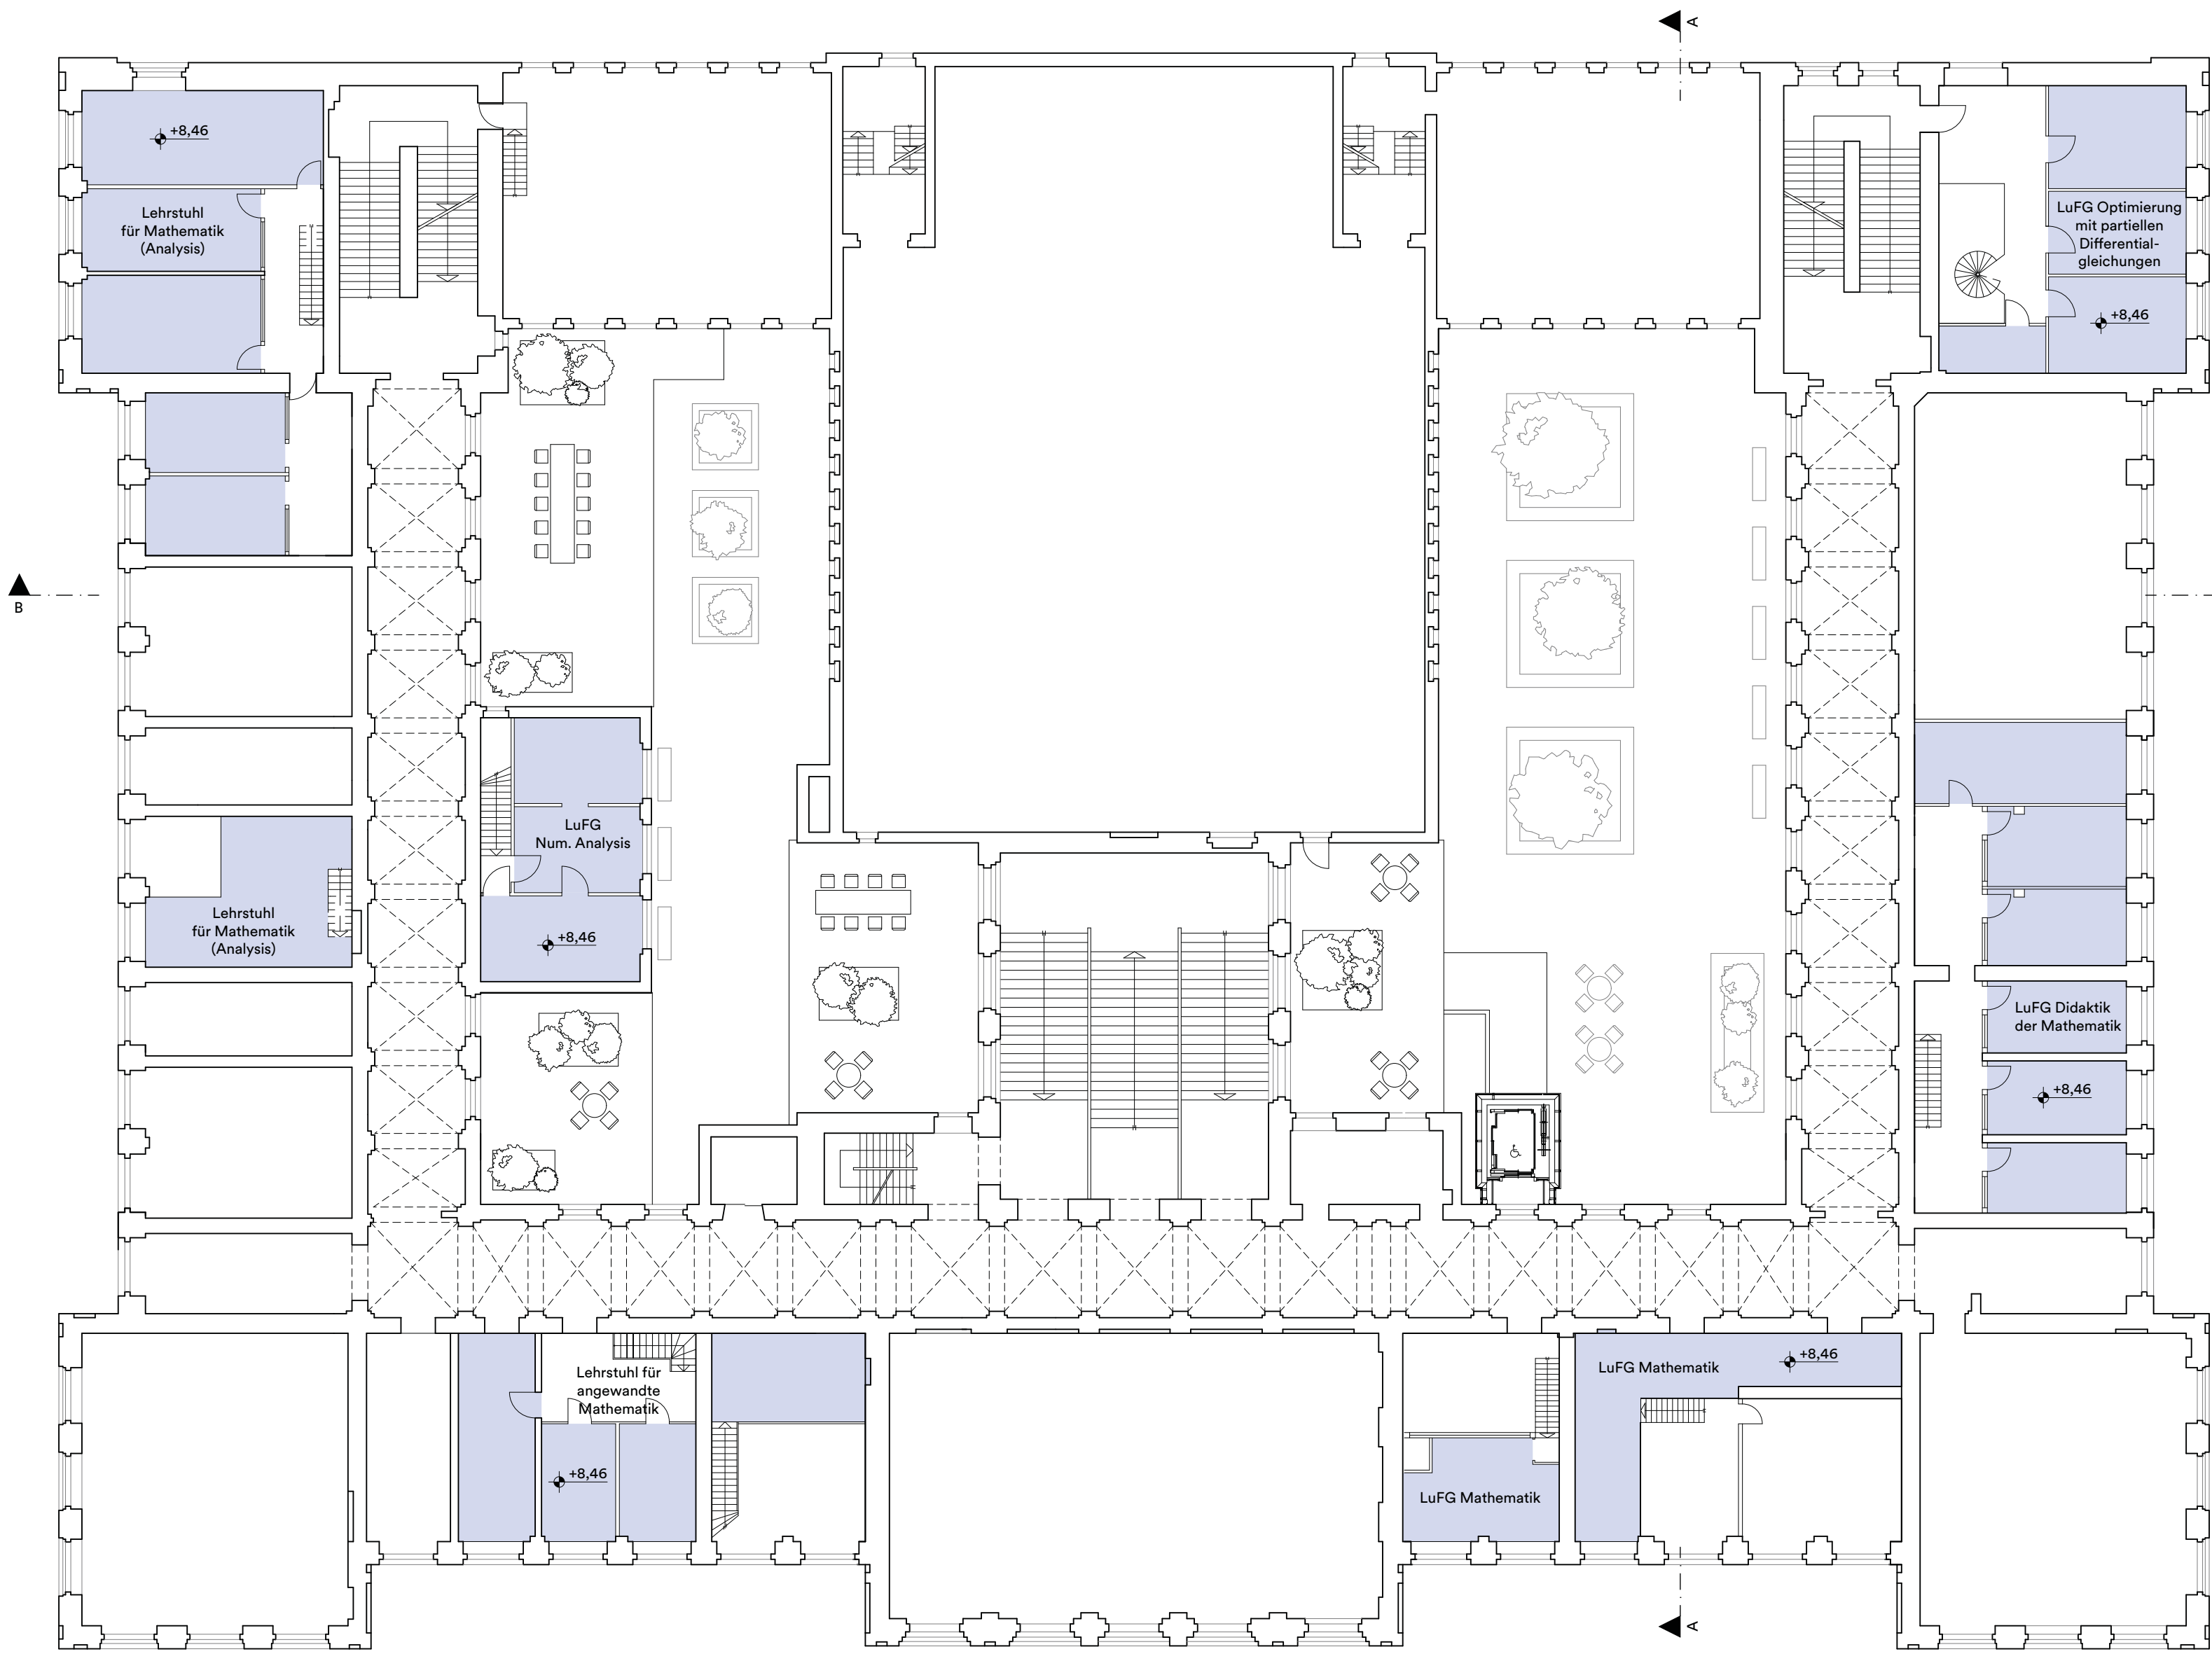 A
+8,46
Lehrstuhl
für Mathematik
(Analysis)
LuFG Optimierung
mit partiellen
Differential-
gleichungen
+8,46
B
LuFG
Num. Analysis
+8,46
Lehrstuhl
für Mathematik
(Analysis)
LuFG Didaktik
der Mathematik
+8,46
Lehrstuhl für
angewandte
Mathematik
+8,46
LuFG Mathematik
+8,46
LuFG Mathematik
A